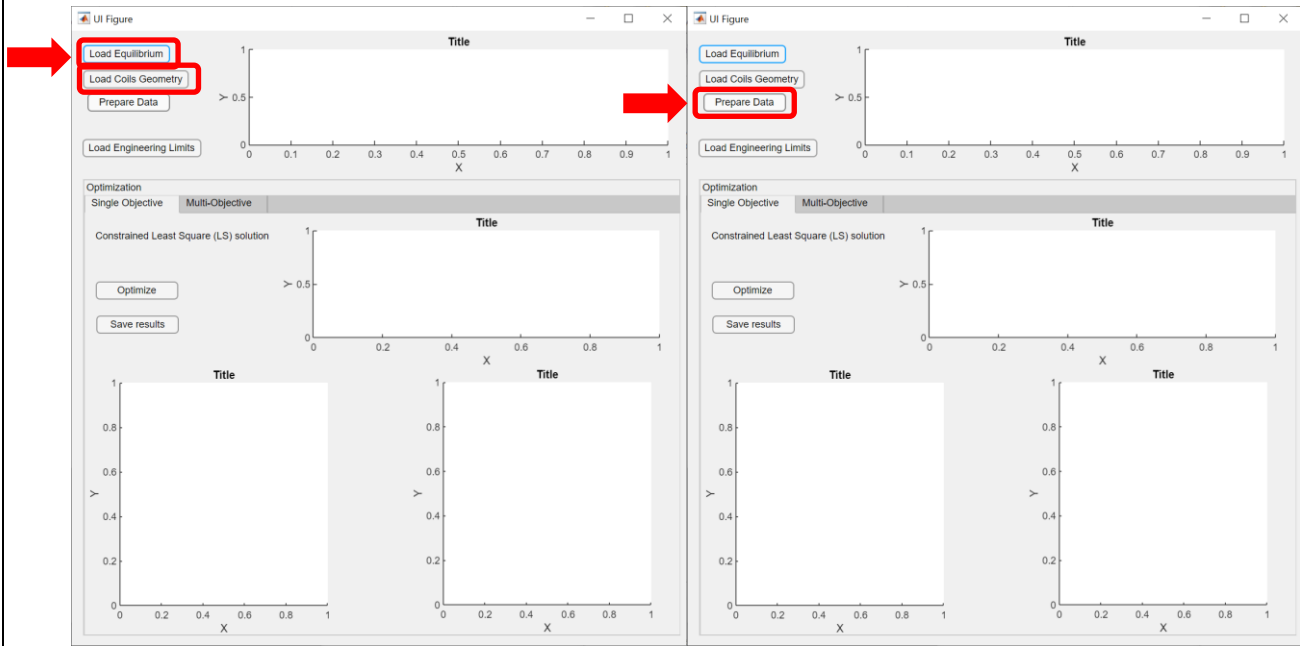 UI Figure
Load Equilibrium
Load Coils Geometry
Prepare Data
Load Engineering Limits
Title
1
0.5
0
Y
0 0.1 0.2 0.3 0.4 0.5 0.6 0.7 0.8 0.9 1
X
Optimization
Single Objective Multi-Objective
Constrained Least Square (LS) solution
Optimize
Save results
Title
1
0.5
0
Y
0 0.2 0.4 0.6 0.8 1
X
Title
1
0.8
0.6
0.4
0.2
0
Y
0 0.2 0.4 0.6 0.8 1
X
Title
1
0.8
0.6
0.4
0.2
0
Y
0 0.2 0.4 0.6 0.8 1
X
UI Figure
Load Equilibrium
Load Coils Geometry
Prepare Data
Load Engineering Limits
Title
1
0.5
0
Y
0 0.1 0.2 0.3 0.4 0.5 0.6 0.7 0.8 0.9 1
X
Optimization
Single Objective Multi-Objective
Constrained Least Square (LS) solution
Optimize
Save results
Title
1
0.5
0
Y
0 0.2 0.4 0.6 0.8 1
X
Title
1
0.8
0.6
0.4
0.2
0
Y
0 0.2 0.4 0.6 0.8 1
X
Title
1
0.8
0.6
0.4
0.2
0
Y
0 0.2 0.4 0.6 0.8 1
X